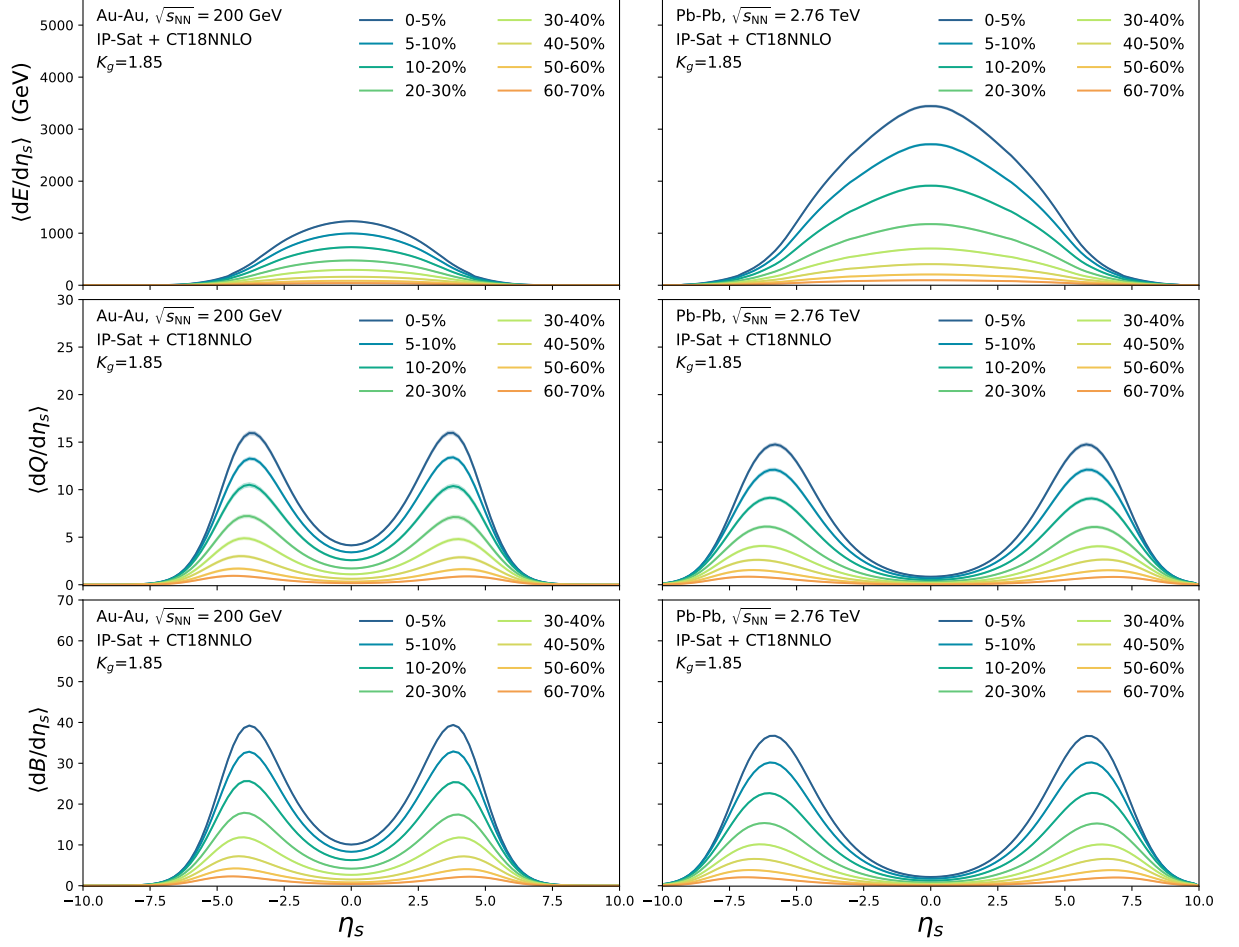 Au-Au, √sNN = 200 GeV
IP-Sat + CT18NNLO
Kg=1.85
0-5%
5-10%
10-20%
20-30%
30-40%
40-50%
50-60%
60-70%
⟨dE/dηs⟩ (GeV)
5000
4000
3000
2000
1000
0
Pb-Pb, √sNN = 2.76 TeV
IP-Sat + CT18NNLO
Kg=1.85
0-5%
5-10%
10-20%
20-30%
30-40%
40-50%
50-60%
60-70%
Au-Au, √sNN = 200 GeV
IP-Sat + CT18NNLO
Kg=1.85
0-5%
5-10%
10-20%
20-30%
30-40%
40-50%
50-60%
60-70%
⟨dQ/dηs⟩
30
25
20
15
10
5
0
Pb-Pb, √sNN = 2.76 TeV
IP-Sat + CT18NNLO
Kg=1.85
0-5%
5-10%
10-20%
20-30%
30-40%
40-50%
50-60%
60-70%
Au-Au, √sNN = 200 GeV
IP-Sat + CT18NNLO
Kg=1.85
0-5%
5-10%
10-20%
20-30%
30-40%
40-50%
50-60%
60-70%
⟨dB/dηs⟩
70
60
50
40
30
20
10
0
−10.0 −7.5 −5.0 −2.5 0.0 2.5 5.0 7.5 10.0
ηs
Pb-Pb, √sNN = 2.76 TeV
IP-Sat + CT18NNLO
Kg=1.85
0-5%
5-10%
10-20%
20-30%
30-40%
40-50%
50-60%
60-70%
−10.0 −7.5 −5.0 −2.5 0.0 2.5 5.0 7.5 10.0
ηs